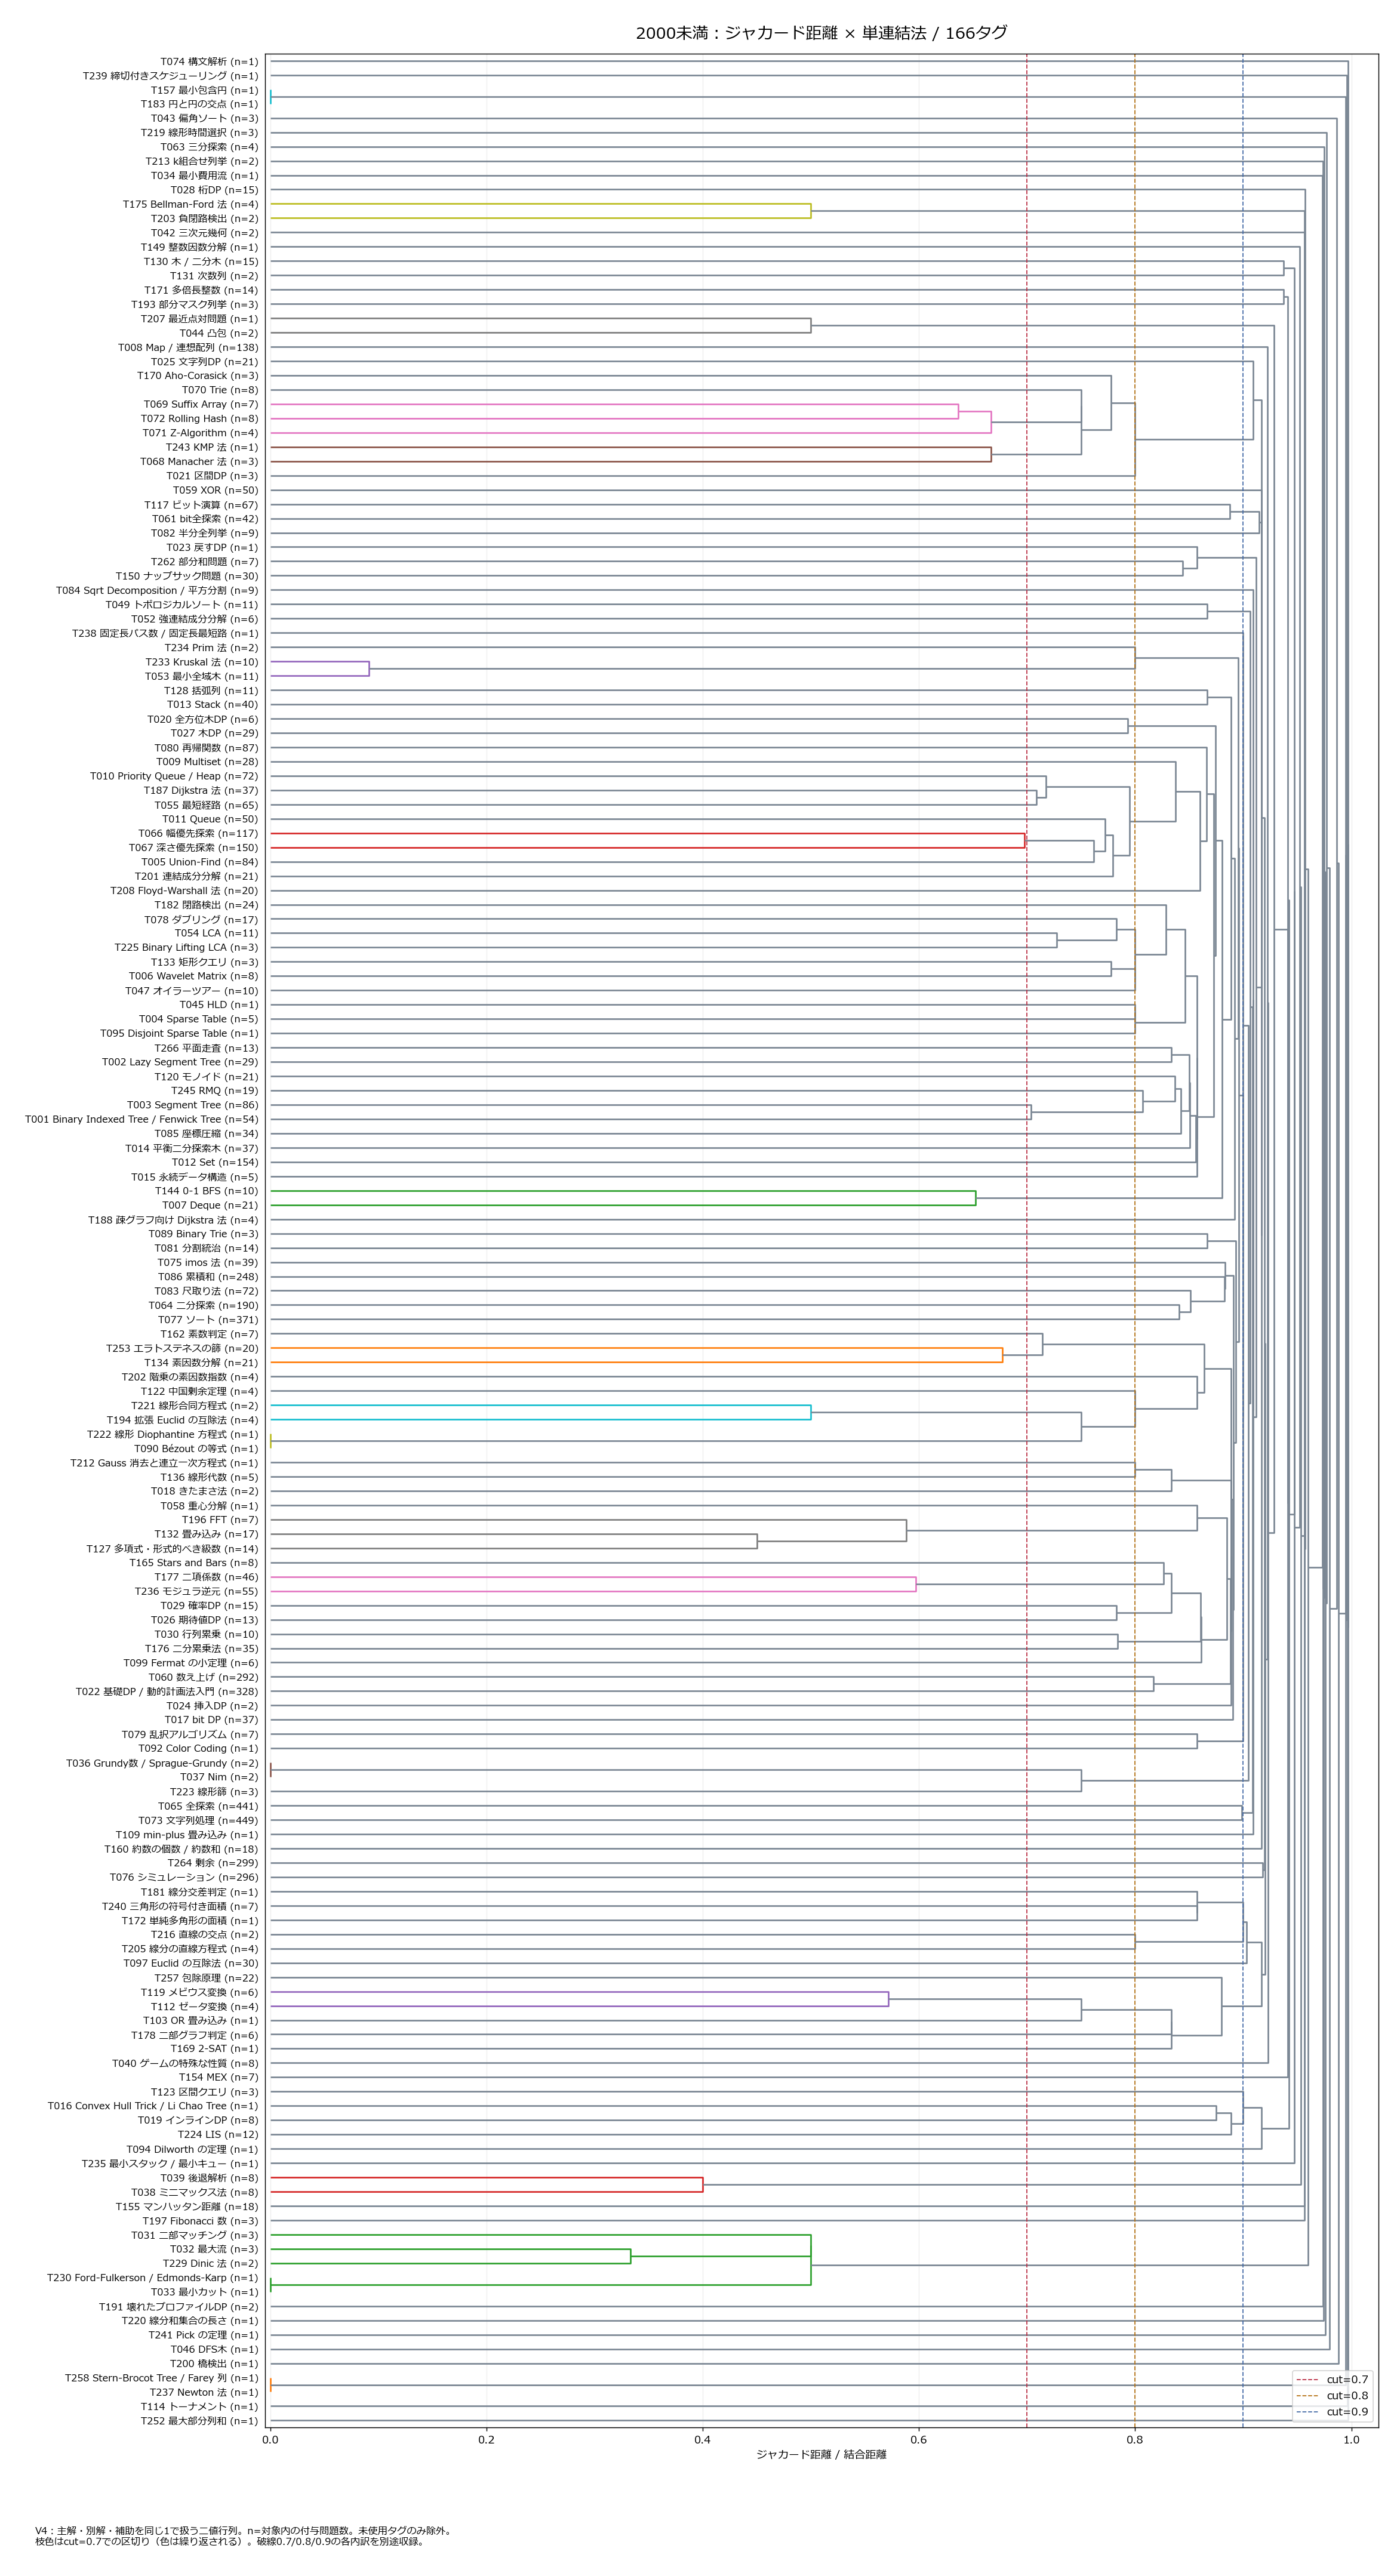 2000未満：ジャカード距離 × 単連結法 / 166タグ
T074 構文解析 (n=1)
T239 締切付きスケジューリング (n=1)
T157 最小包含円 (n=1)
T183 円と円の交点 (n=1)
T043 偏角ソート (n=3)
T219 線形時間選択 (n=3)
T063 三分探索 (n=4)
T213 k組合せ列挙 (n=2)
T034 最小費用流 (n=1)
T028 桁DP (n=15)
T175 Bellman-Ford 法 (n=4)
T203 負閉路検出 (n=2)
T042 三次元幾何 (n=2)
T149 整数因数分解 (n=1)
T130 木 / 二分木 (n=15)
T131 次数列 (n=2)
T171 多倍長整数 (n=14)
T193 部分マスク列挙 (n=3)
T207 最近点対問題 (n=1)
T044 凸包 (n=2)
T008 Map / 連想配列 (n=138)
T025 文字列DP (n=21)
T170 Aho-Corasick (n=3)
T070 Trie (n=8)
T069 Suffix Array (n=7)
T072 Rolling Hash (n=8)
T071 Z-Algorithm (n=4)
T243 KMP 法 (n=1)
T068 Manacher 法 (n=3)
T021 区間DP (n=3)
T059 XOR (n=50)
T117 ビット演算 (n=67)
T061 bit全探索 (n=42)
T082 半分全列挙 (n=9)
T023 戻すDP (n=1)
T262 部分和問題 (n=7)
T150 ナップサック問題 (n=30)
T084 Sqrt Decomposition / 平方分割 (n=9)
T049 トポロジカルソート (n=11)
T052 強連結成分分解 (n=6)
T238 固定長パス数 / 固定長最短路 (n=1)
T234 Prim 法 (n=2)
T233 Kruskal 法 (n=10)
T053 最小全域木 (n=11)
T128 括弧列 (n=11)
T013 Stack (n=40)
T020 全方位木DP (n=6)
T027 木DP (n=29)
T080 再帰関数 (n=87)
T009 Multiset (n=28)
T010 Priority Queue / Heap (n=72)
T187 Dijkstra 法 (n=37)
T055 最短経路 (n=65)
T011 Queue (n=50)
T066 幅優先探索 (n=117)
T067 深さ優先探索 (n=150)
T005 Union-Find (n=84)
T201 連結成分分解 (n=21)
T208 Floyd-Warshall 法 (n=20)
T182 閉路検出 (n=24)
T078 ダブリング (n=17)
T054 LCA (n=11)
T225 Binary Lifting LCA (n=3)
T133 矩形クエリ (n=3)
T006 Wavelet Matrix (n=8)
T047 オイラーツアー (n=10)
T045 HLD (n=1)
T004 Sparse Table (n=5)
T095 Disjoint Sparse Table (n=1)
T266 平面走査 (n=13)
T002 Lazy Segment Tree (n=29)
T120 モノイド (n=21)
T245 RMQ (n=19)
T003 Segment Tree (n=86)
T001 Binary Indexed Tree / Fenwick Tree (n=54)
T085 座標圧縮 (n=34)
T014 平衡二分探索木 (n=37)
T012 Set (n=154)
T015 永続データ構造 (n=5)
T144 0-1 BFS (n=10)
T007 Deque (n=21)
T188 疎グラフ向け Dijkstra 法 (n=4)
T089 Binary Trie (n=3)
T081 分割統治 (n=14)
T075 imos 法 (n=39)
T086 累積和 (n=248)
T083 尺取り法 (n=72)
T064 二分探索 (n=190)
T077 ソート (n=371)
T162 素数判定 (n=7)
T253 エラトステネスの篩 (n=20)
T134 素因数分解 (n=21)
T202 階乗の素因数指数 (n=4)
T122 中国剰余定理 (n=4)
T221 線形合同方程式 (n=2)
T194 拡張 Euclid の互除法 (n=4)
T222 線形 Diophantine 方程式 (n=1)
T090 Bézout の等式 (n=1)
T212 Gauss 消去と連立一次方程式 (n=1)
T136 線形代数 (n=5)
T018 きたまさ法 (n=2)
T058 重心分解 (n=1)
T196 FFT (n=7)
T132 畳み込み (n=17)
T127 多項式・形式的べき級数 (n=14)
T165 Stars and Bars (n=8)
T177 二項係数 (n=46)
T236 モジュラ逆元 (n=55)
T029 確率DP (n=15)
T026 期待値DP (n=13)
T030 行列累乗 (n=10)
T176 二分累乗法 (n=35)
T099 Fermat の小定理 (n=6)
T060 数え上げ (n=292)
T022 基礎DP / 動的計画法入門 (n=328)
T024 挿入DP (n=2)
T017 bit DP (n=37)
T079 乱択アルゴリズム (n=7)
T092 Color Coding (n=1)
T036 Grundy数 / Sprague-Grundy (n=2)
T037 Nim (n=2)
T223 線形篩 (n=3)
T065 全探索 (n=441)
T073 文字列処理 (n=449)
T109 min-plus 畳み込み (n=1)
T160 約数の個数 / 約数和 (n=18)
T264 剰余 (n=299)
T076 シミュレーション (n=296)
T181 線分交差判定 (n=1)
T240 三角形の符号付き面積 (n=7)
T172 単純多角形の面積 (n=1)
T216 直線の交点 (n=2)
T205 線分の直線方程式 (n=4)
T097 Euclid の互除法 (n=30)
T257 包除原理 (n=22)
T119 メビウス変換 (n=6)
T112 ゼータ変換 (n=4)
T103 OR 畳み込み (n=1)
T178 二部グラフ判定 (n=6)
T169 2-SAT (n=1)
T040 ゲームの特殊な性質 (n=8)
T154 MEX (n=7)
T123 区間クエリ (n=3)
T016 Convex Hull Trick / Li Chao Tree (n=1)
T019 インラインDP (n=8)
T224 LIS (n=12)
T094 Dilworth の定理 (n=1)
T235 最小スタック / 最小キュー (n=1)
T039 後退解析 (n=8)
T038 ミニマックス法 (n=8)
T155 マンハッタン距離 (n=18)
T197 Fibonacci 数 (n=3)
T031 二部マッチング (n=3)
T032 最大流 (n=3)
T229 Dinic 法 (n=2)
T230 Ford-Fulkerson / Edmonds-Karp (n=1)
T033 最小カット (n=1)
T191 壊れたプロファイルDP (n=2)
T220 線分和集合の長さ (n=1)
T241 Pick の定理 (n=1)
T046 DFS木 (n=1)
T200 橋検出 (n=1)
T258 Stern-Brocot Tree / Farey 列 (n=1)
T237 Newton 法 (n=1)
T114 トーナメント (n=1)
T252 最大部分列和 (n=1)
cut=0.7
cut=0.8
cut=0.9
0.0 0.2 0.4 0.6 0.8 1.0
ジャカード距離 / 結合距離
V4：主解・別解・補助を同じ1で扱う二値行列。n=対象内の付与問題数。未使用タグのみ除外。
枝色はcut=0.7での区切り（色は繰り返される）。破線0.7/0.8/0.9の各内訳を別途収録。